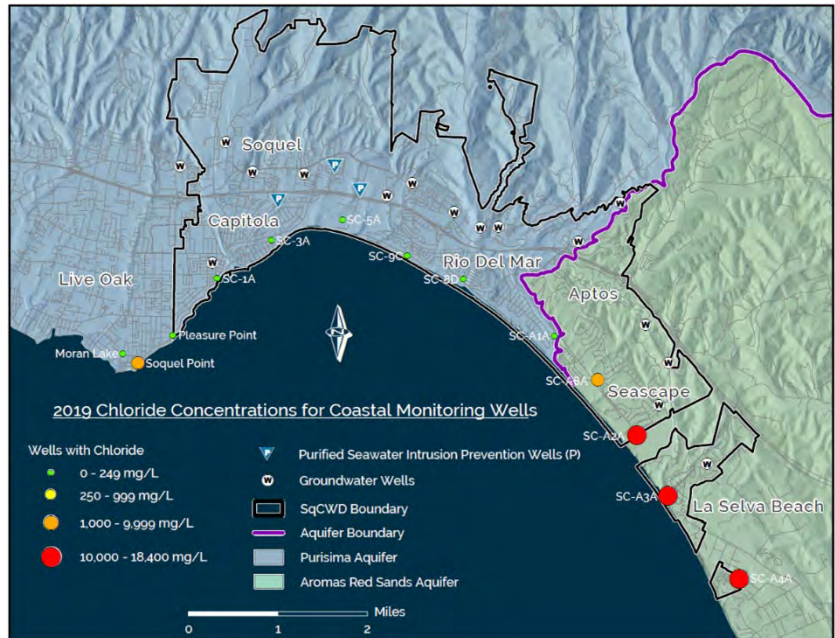 Soquel
Capitola
SC-5A
SC-3A
SC-9C
Rio Del Mar
Live Oak
SC-1A
SC-8D
Aptos
Pleasure Point
SC-A1A
Moran Lake
Soquel Point
SC-A8A
Seascape
2019 Chloride Concentrations for Coastal Monitoring Wells
SC-A2A
Wells with Chloride
0 - 249 mg/L
250 - 999 mg/L
1,000 - 9,999 mg/L
10,000 - 18,400 mg/L
P Purified Seawater Intrusion Prevention Wells (P)
W Groundwater Wells
SqCWD Boundary
Aquifer Boundary
Purisima Aquifer
Aromas Red Sands Aquifer
SC-A3A
La Selva Beach
SC-A4A
Miles
0 1 2